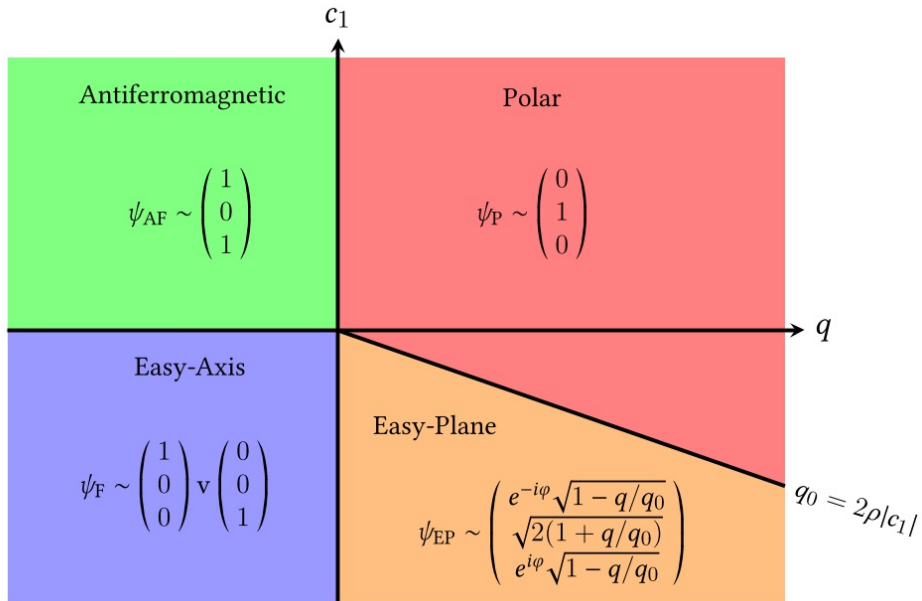 c₁
Antiferromagnetic
Polar
ψ_AF ∼ ( 1 0 1 )
ψ_P ∼ ( 0 1 0 )
q
Easy-Axis
Easy-Plane
ψ_F ∼ ( 1 0 0 ) v ( 0 0 1 )
ψ_EP ∼ ( e^{-iφ}√(1 − q/q₀) √(2(1 + q/q₀)) e^{iφ}√(1 − q/q₀) )
q₀ = 2ρ|c₁|